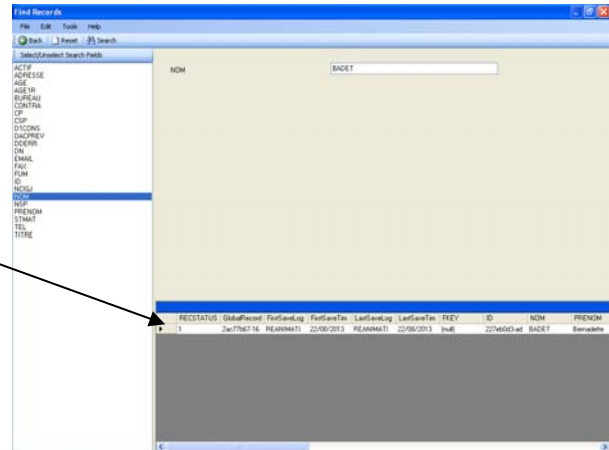 Find Records
File Edit Tools Help
Back Reset Search
Select/Unselect Search Fields
ACTIF
ADRESSE
AGE
AGE1R
BUREAU
CONTRA
CP
CSP
D1CONS
DACPREV
DDERR
DN
EMAIL
FAX
FUM
ID
NOM
NSP
PRENOM
STMAT
TEL
TITRE
NOM BADET
RECSTATUS GlobalRecord FirstSaveLog FirstSaveTim LastSaveLog LastSaveTim FKEY ID NOM PRENOM
1 2ac77b67-16 REANIMATI 22/08/2013 REANIMATI 22/08/2013 (null) 227eb0d3-ad BADET Bernadette